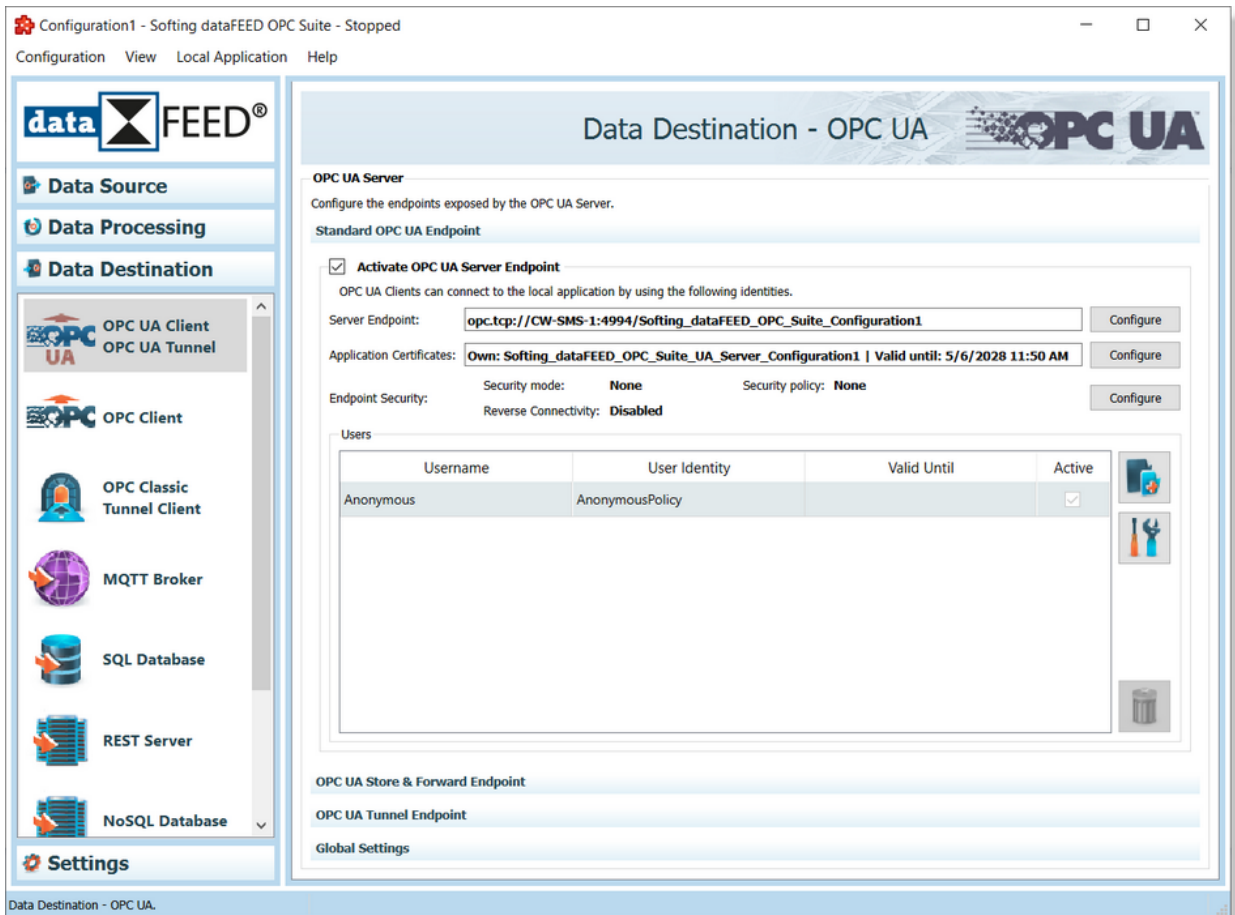 Configuration1 - Softing dataFEED OPC Suite - Stopped
Configuration View Local Application Help
data FEED®
Data Source
Data Processing
Data Destination
OPC UA
OPC UA Client
OPC UA Tunnel
OPC
OPC Client
OPC Classic
Tunnel Client
MQTT Broker
SQL Database
REST Server
NoSQL Database
Settings
Data Destination - OPC UA
OPC UA
OPC UA Server
Configure the endpoints exposed by the OPC UA Server.
Standard OPC UA Endpoint
Activate OPC UA Server Endpoint
OPC UA Clients can connect to the local application by using the following identities.
Server Endpoint: opc.tcp://CW-SMS-1:4994/Softing_dataFEED_OPC_Suite_Configuration1 Configure
Application Certificates: Own: Softing_dataFEED_OPC_Suite_UA_Server_Configuration1 | Valid until: 5/6/2028 11:50 AM Configure
Endpoint Security: Security mode: None Security policy: None Configure
Reverse Connectivity: Disabled
Users
Username User Identity Valid Until Active
Anonymous AnonymousPolicy
OPC UA Store & Forward Endpoint
OPC UA Tunnel Endpoint
Global Settings
Data Destination - OPC UA.